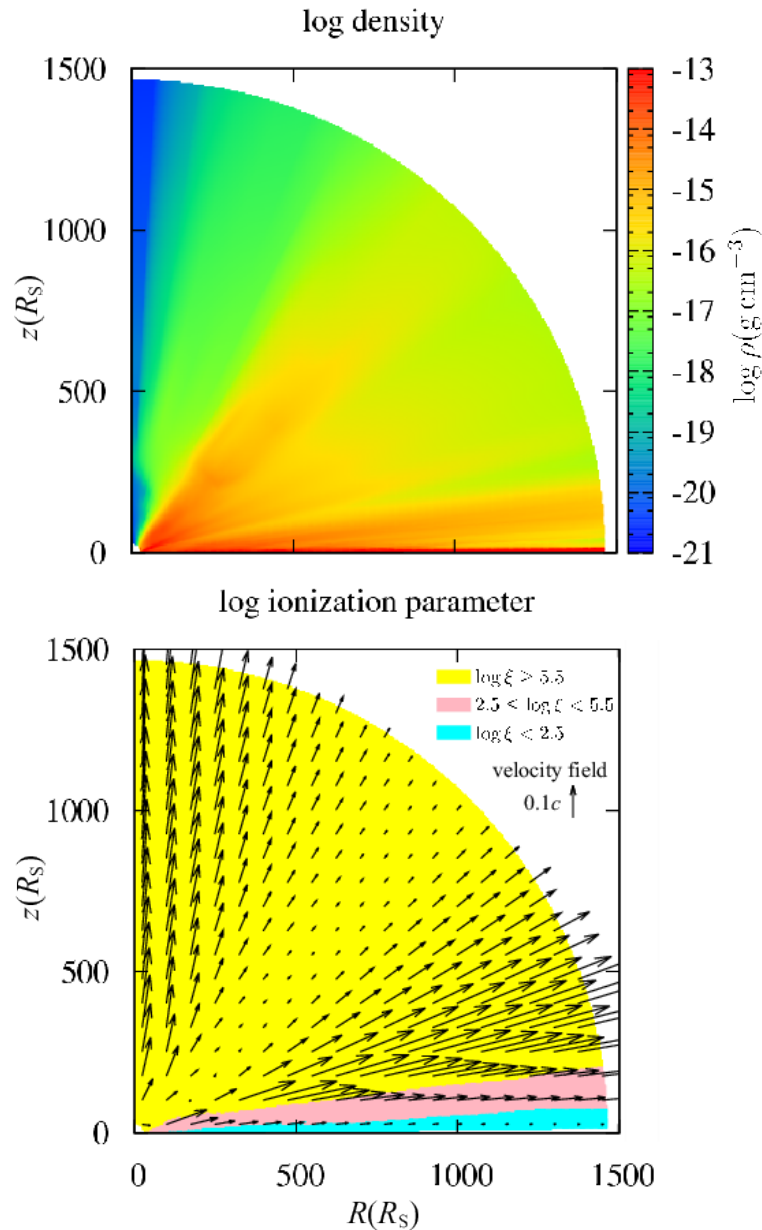 log density
1500
1000
500
0
z(R_S)
-13
-14
-15
-16
-17
-18
-19
-20
-21
log ρ(g cm⁻³)
log ionization parameter
log ξ > 5.5
2.5 < log ξ < 5.5
log ξ < 2.5
velocity field
0.1c
1500
1000
500
0
z(R_S)
0 500 1000 1500
R(R_S)